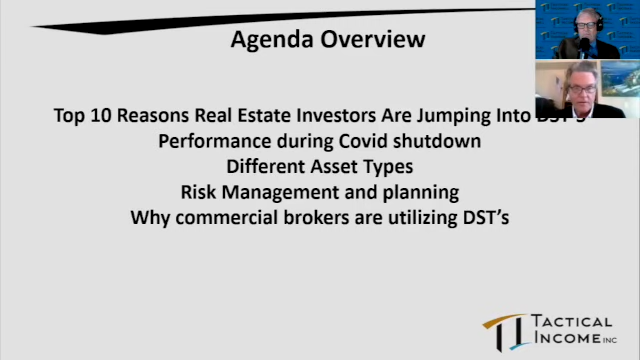 Agenda Overview
Top 10 Reasons Real Estate Investors Are Jumping Into DST's
Performance during Covid shutdown
Different Asset Types
Risk Management and planning
Why commercial brokers are utilizing DST's
TACTICAL
INCOME INC